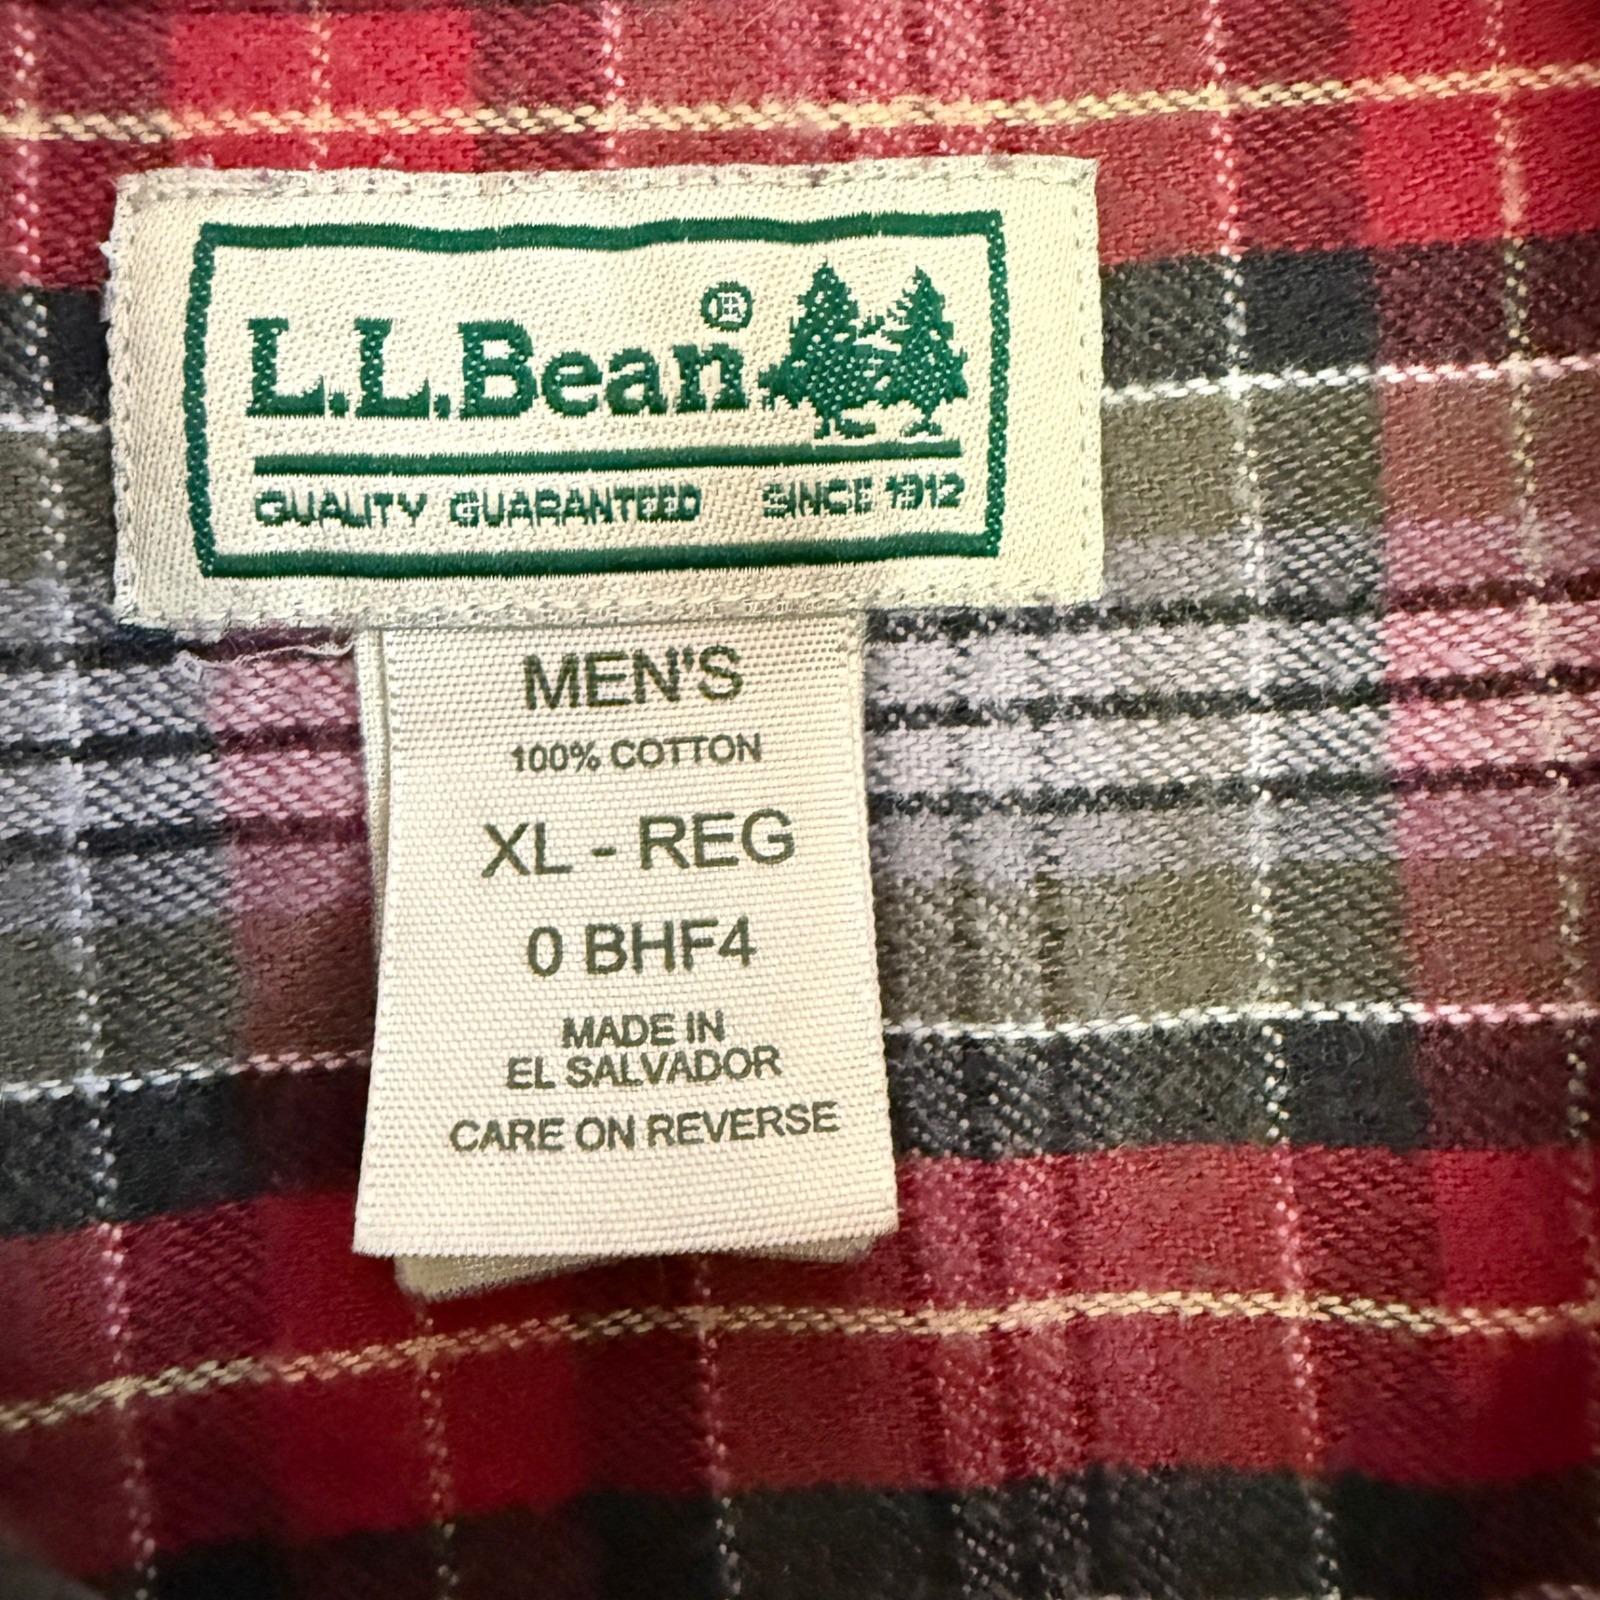 L.L.Bean®
QUALITY GUARANTEED SINCE 1912
MEN'S
100% COTTON
XL - REG
0 BHF4
MADE IN
EL SALVADOR
CARE ON REVERSE